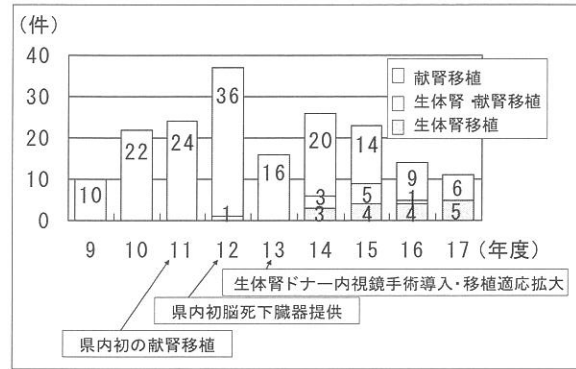 (件)
40
30
20
10
0
献腎移植
生体腎・献腎移植
生体腎移植
10
22
24
36
1
16
20
3
3
14
5
4
9
1
4
6
5
9 10 11 12 13 14 15 16 17 (年度)
生体腎ドナー内視鏡手術導入・移植適応拡大
県内初脳死下臓器提供
県内初の献腎移植